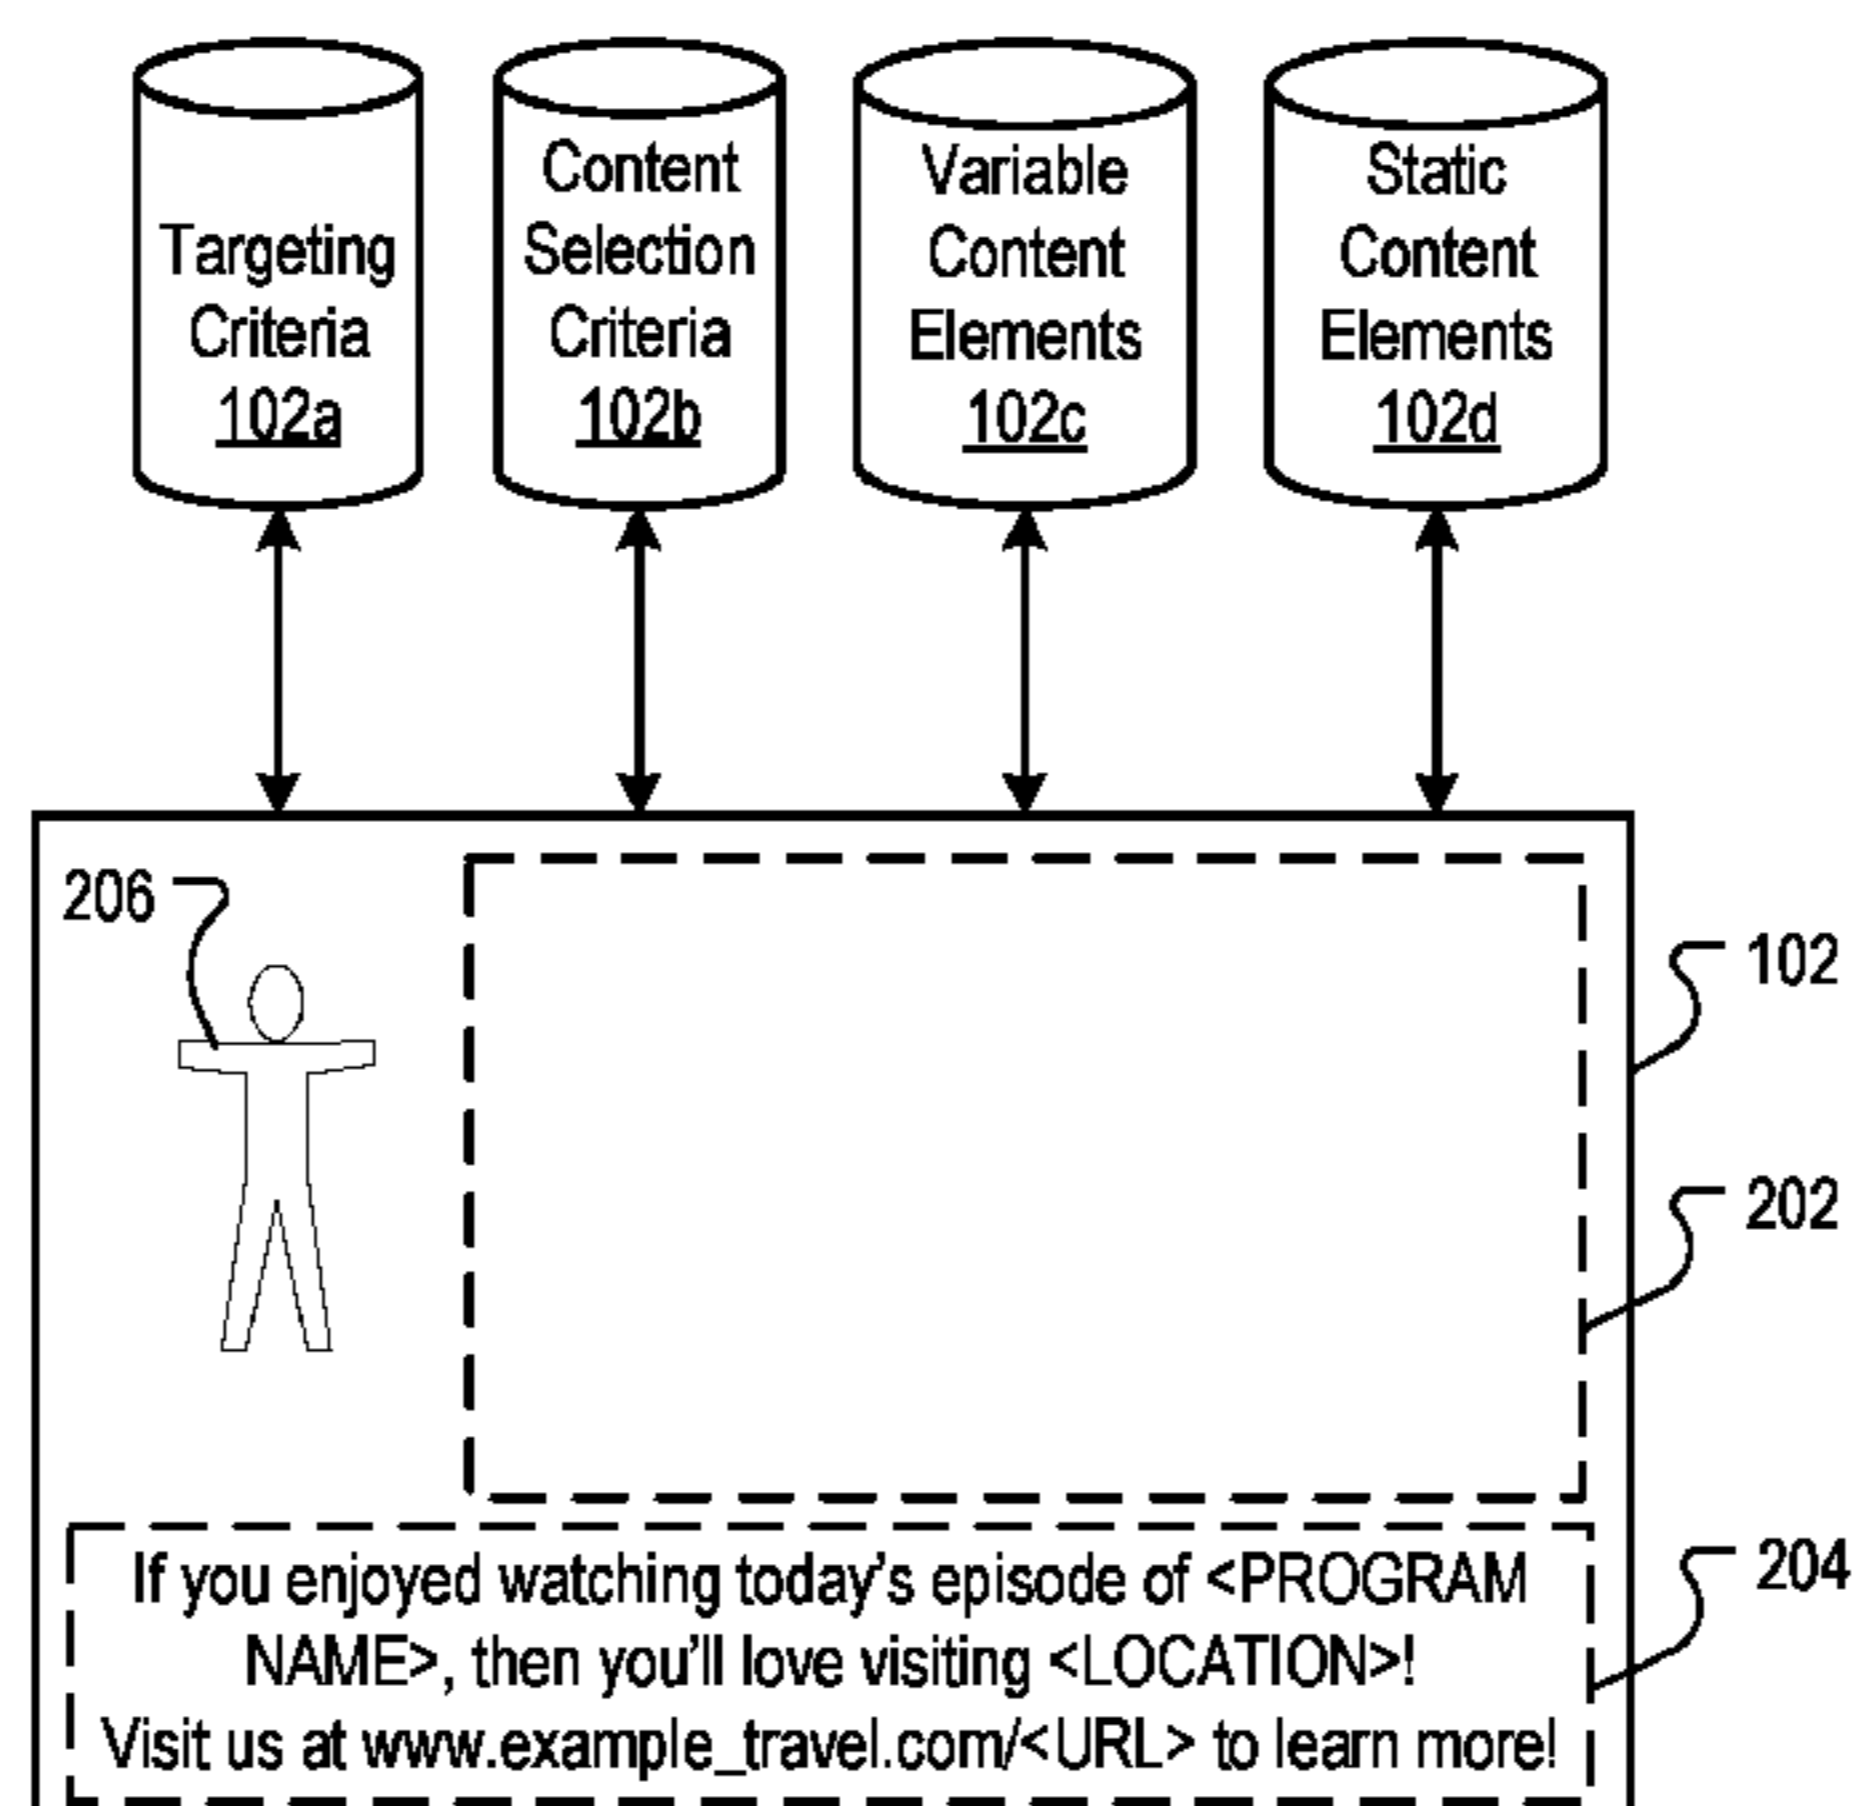 Targeting
Criteria
102a
Content
Selection
Criteria
102b
Variable
Content
Elements
102c
Static
Content
Elements
102d
206
102
202
204
If you enjoyed watching today's episode of <PROGRAM
NAME>, then you'll love visiting <LOCATION>!
Visit us at www.example_travel.com/<URL> to learn more!